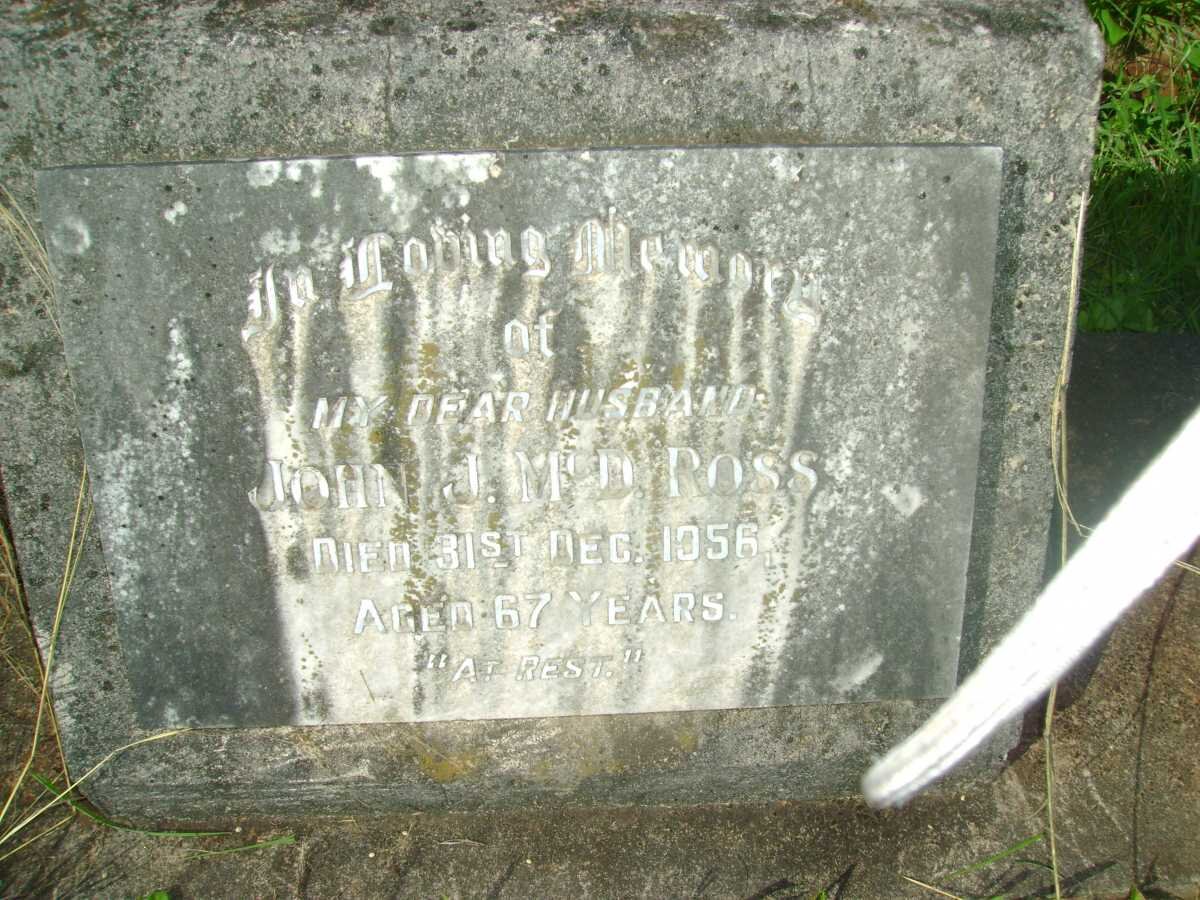 In Loving Memory
of
MY DEAR HUSBAND
JOHN J. McD. ROSS
DIED 31ST DEC. 1956,
AGED 67 YEARS.
"AT REST."